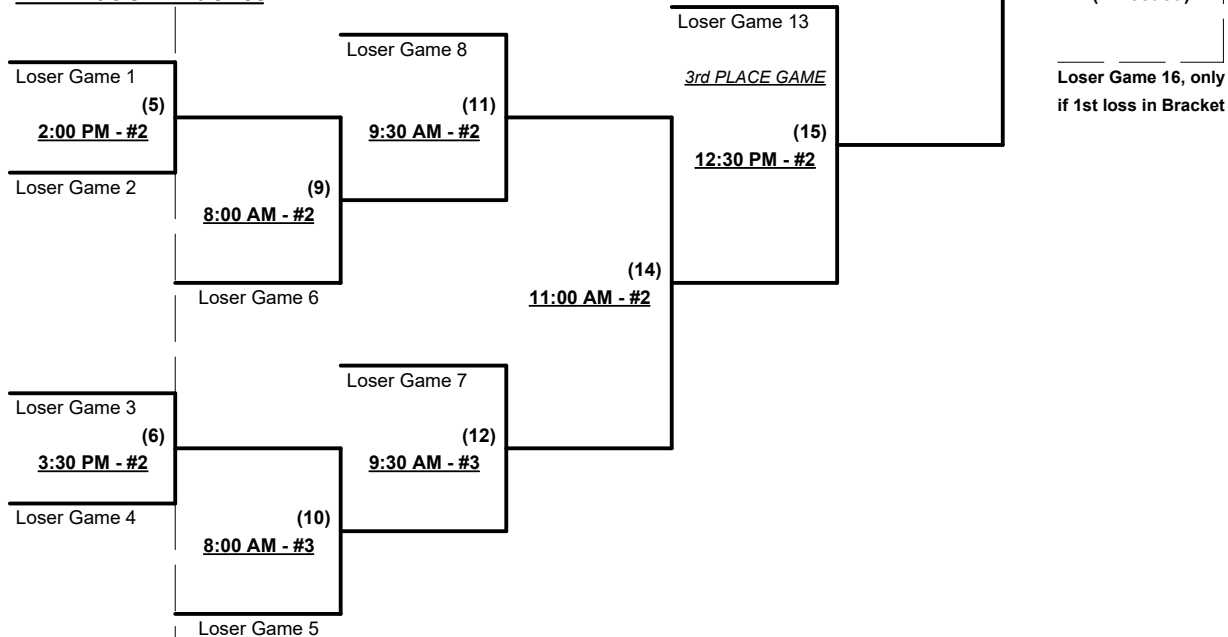 Loser Game 13
Loser Game 8
3rd PLACE GAME
Loser Game 16, only
if 1st loss in Bracket
Loser Game 1
(5)
2:00 PM - #2
(11)
9:30 AM - #2
(15)
12:30 PM - #2
Loser Game 2
(9)
8:00 AM - #2
(14)
11:00 AM - #2
Loser Game 6
Loser Game 7
Loser Game 3
(6)
3:30 PM - #2
(12)
9:30 AM - #3
Loser Game 4
(10)
8:00 AM - #3
Loser Game 5